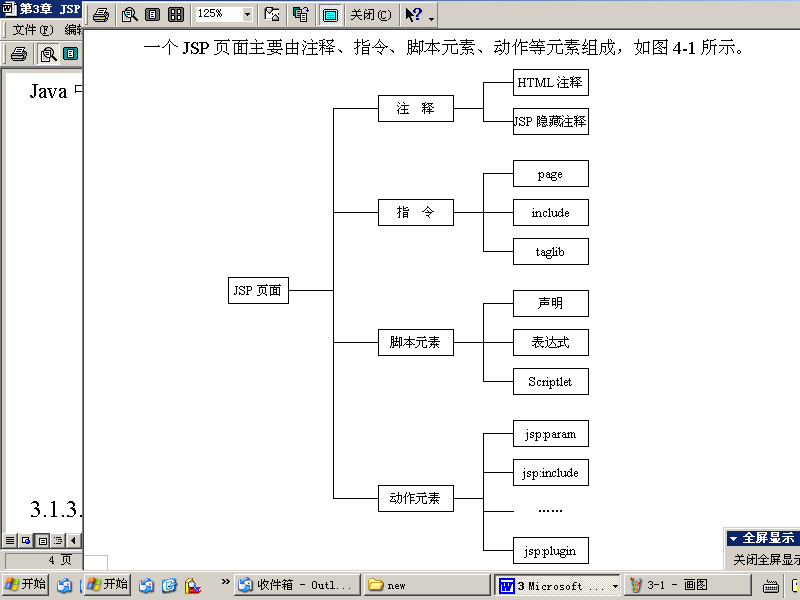 第3章 JSP
125%
关闭(C)
文件(F) 编辑
一个 JSP 页面主要由注释、指令、脚本元素、动作等元素组成，如图 4-1 所示。
Java 中
JSP 页面
注 释
HTML 注释
JSP 隐藏注释
指 令
page
include
taglib
脚本元素
声明
表达式
Scriptlet
动作元素
jsp:param
jsp:include
……
jsp:plugin
3.1.3.
4 页
全屏显示
关闭全屏显示
开始
开始
»
收件箱 - Outl...
new
3 Microsoft ...
3-1 - 画图